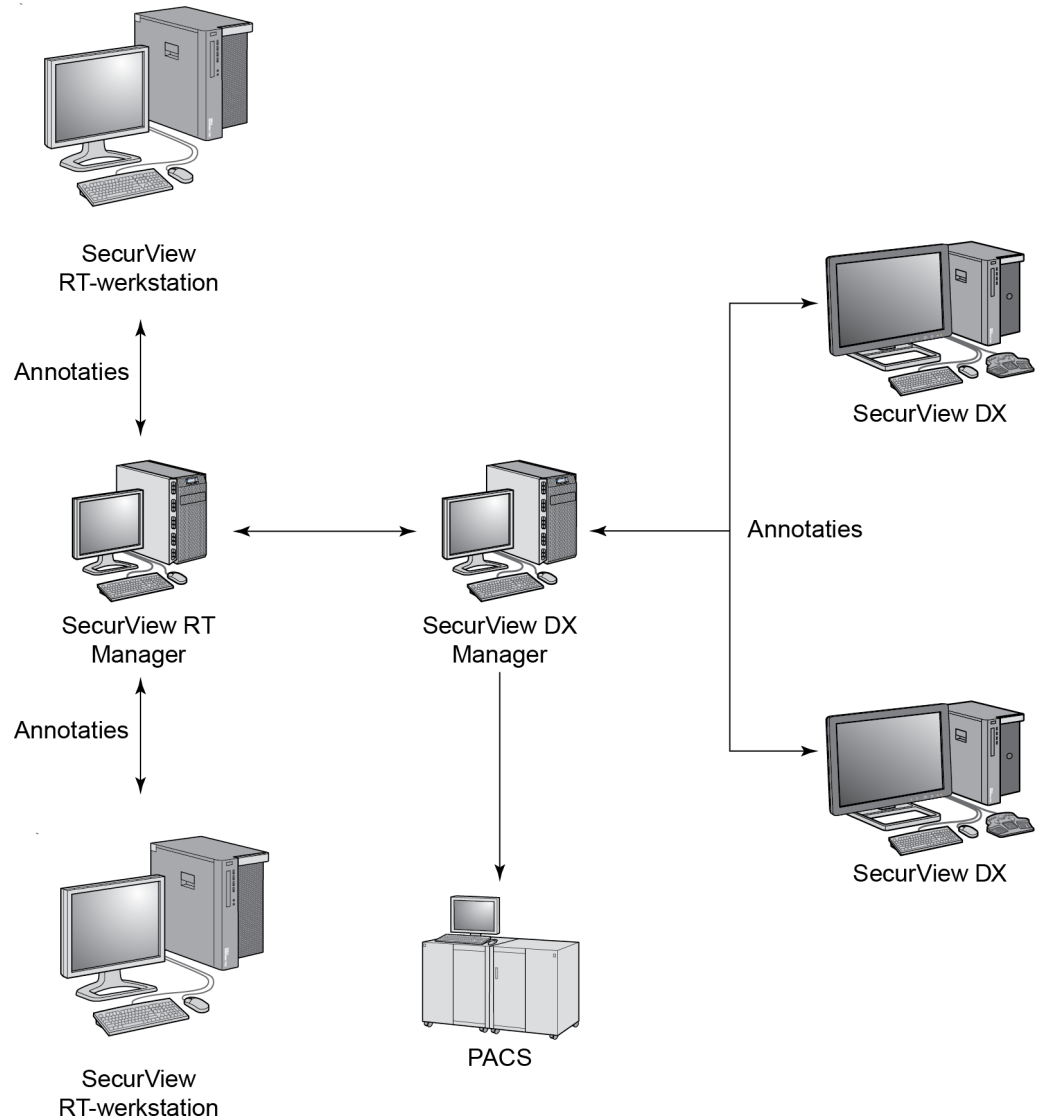 SecurView
RT-werkstation
Annotaties
SecurView RT
Manager
Annotaties
SecurView
RT-werkstation
SecurView DX
Manager
PACS
SecurView DX
Annotaties
SecurView DX